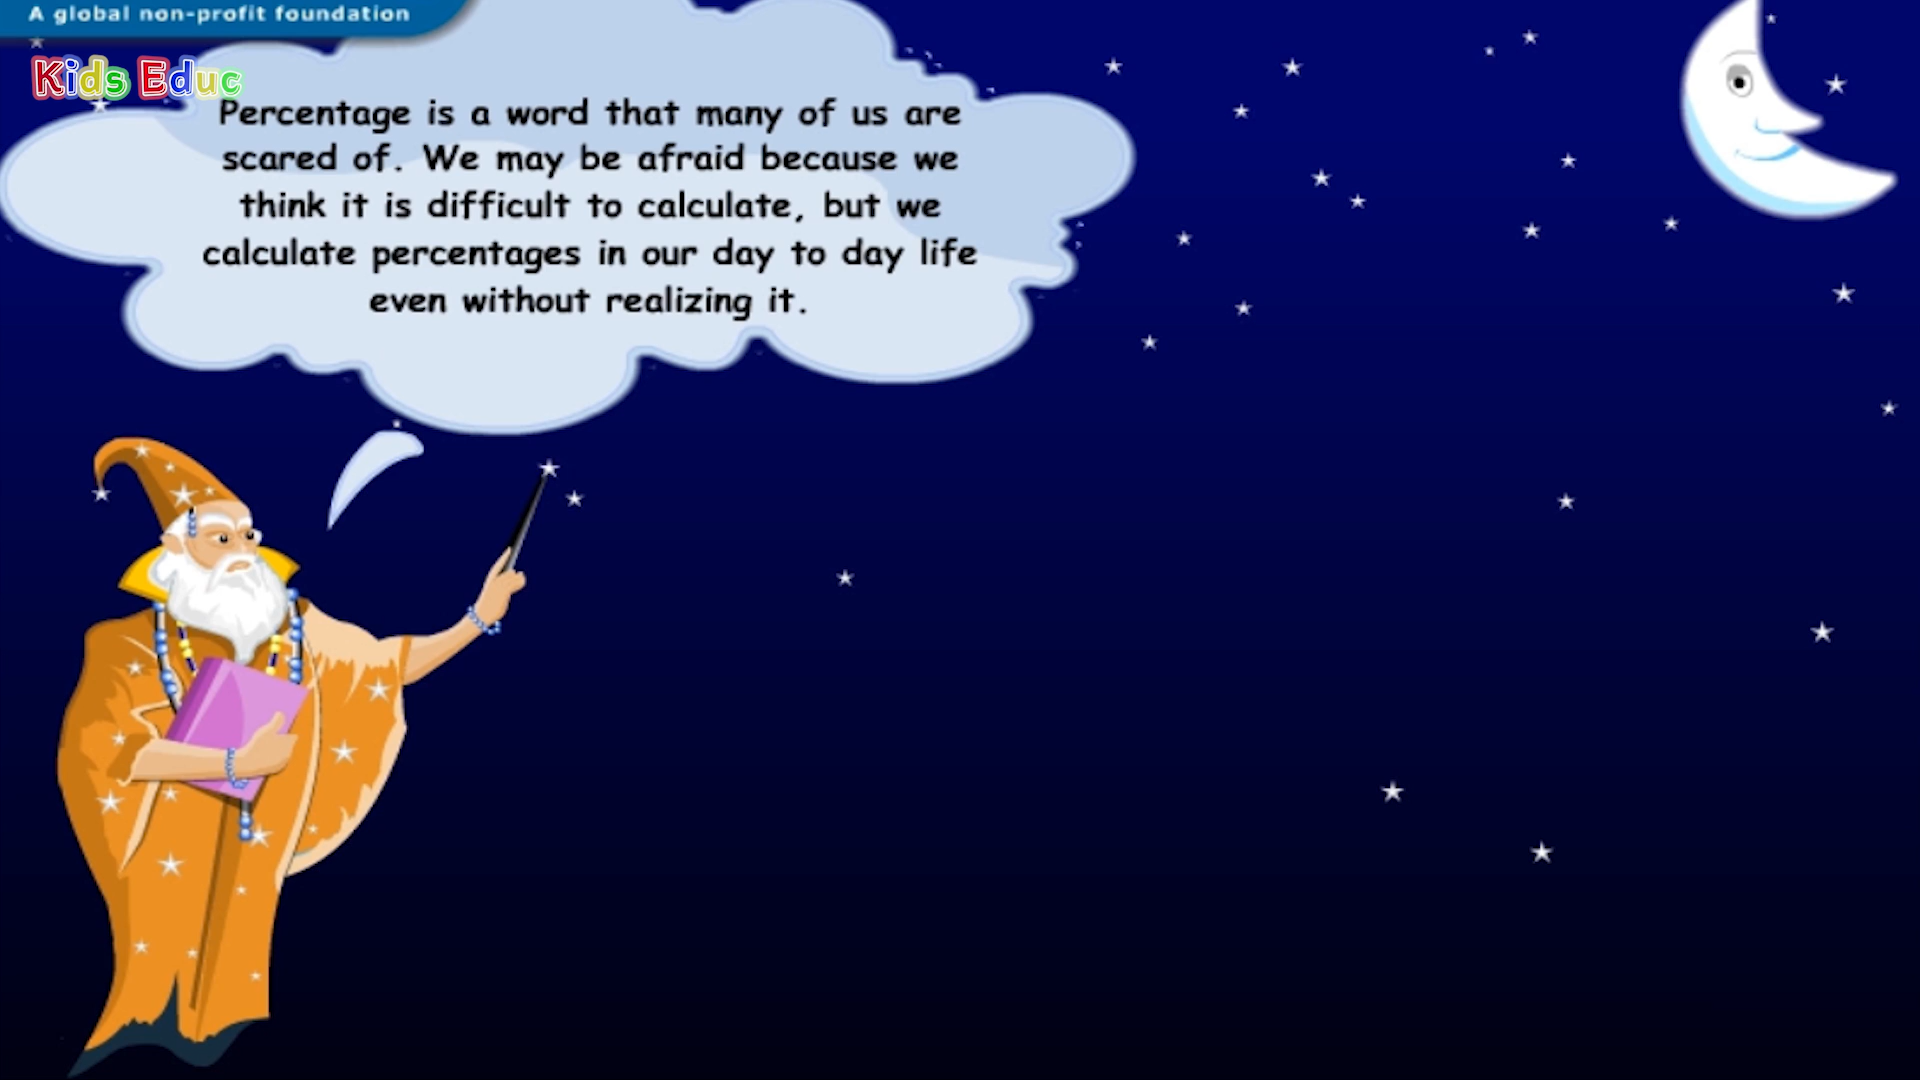 A global non-profit foundation
Kids Educ
Percentage is a word that many of us are
scared of. We may be afraid because we
think it is difficult to calculate, but we
calculate percentages in our day to day life
even without realizing it.